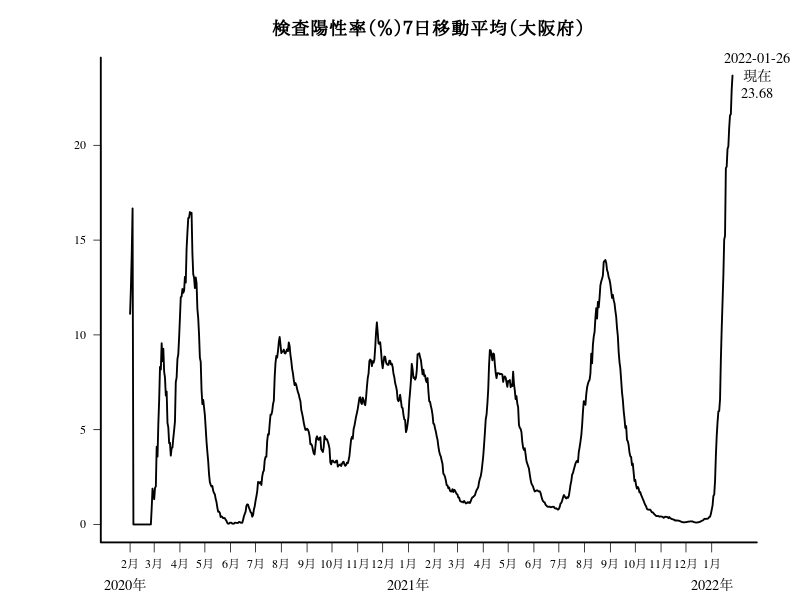 検査陽性率(%)7日移動平均(大阪府)
2022-01-26
現在
23.68
20
15
10
5
0
2月 3月 4月 5月 6月 7月 8月 9月 10月 11月 12月 1月 2月 3月 4月 5月 6月 7月 8月 9月 10月 11月 12月 1月
2020年 2021年 2022年